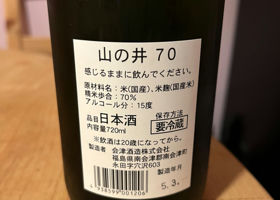 山の井 70
感じるままに飲んでください。
原材料名：米(国産)、米麹(国産米)
精米歩合：70%
アルコール分：15度
保存方法
要冷蔵
品目 日本酒
内容量720ml
※飲酒は20歳になってから。
製造者 会津酒造株式会社
福島県南会津郡南会津町
永田字穴沢603
製造年月
5.3.
4958599001206